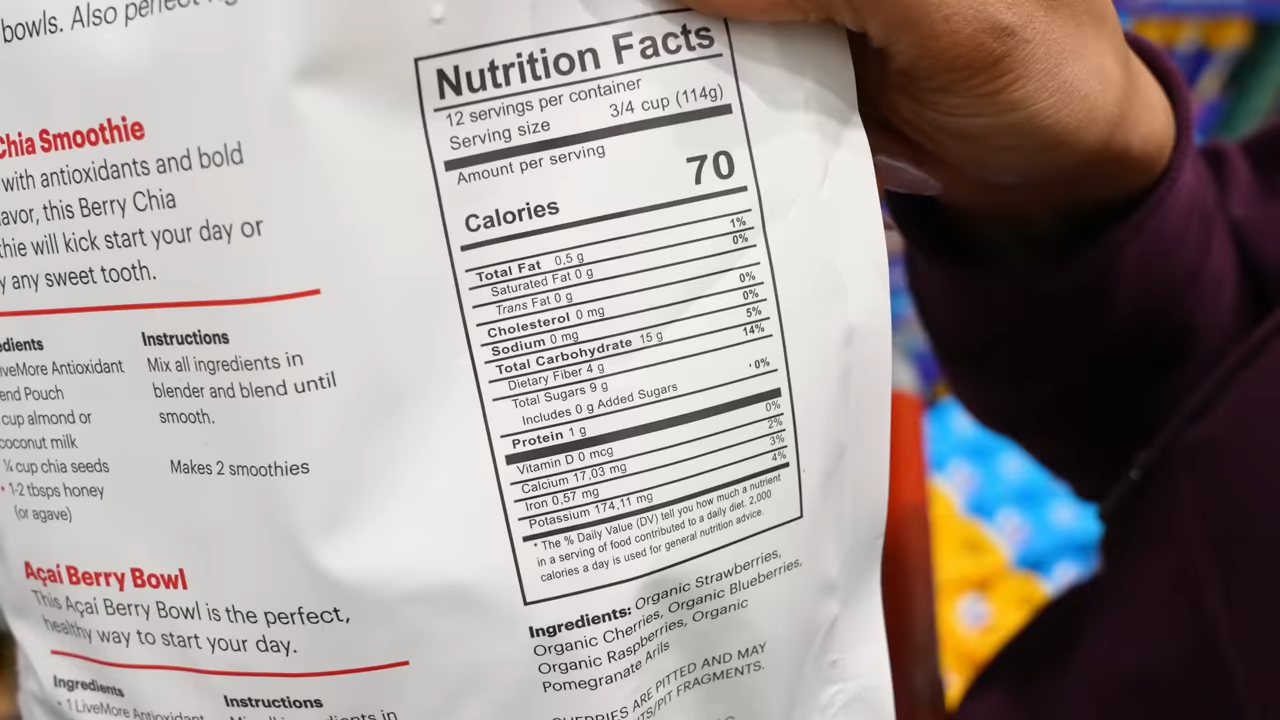 bowls. Also perfect
Chia Smoothie
with antioxidants and bold
avor, this Berry Chia
thie will kick start your day or
y any sweet tooth.
edients
iveMore Antioxidant
end Pouch
cup almond or
coconut milk
¼ cup chia seeds
• 1-2 tbsps honey
(or agave)
Instructions
Mix all ingredients in
blender and blend until
smooth.
Makes 2 smoothies
Açaí Berry Bowl
This Açaí Berry Bowl is the perfect,
healthy way to start your day.
Ingredients
• 1 LiveMore Antioxidant
Instructions
Mix all ingredients in
Nutrition Facts
12 servings per container
Serving size 3/4 cup (114g)
Amount per serving
Calories 70
Total Fat 0,5 g 1%
Saturated Fat 0 g 0%
Trans Fat 0 g
Cholesterol 0 mg 0%
Sodium 0 mg 0%
Total Carbohydrate 15 g 5%
Dietary Fiber 4 g 14%
Total Sugars 9 g
Includes 0 g Added Sugars 0%
Protein 1 g
Vitamin D 0 mcg 0%
Calcium 17,03 mg 2%
Iron 0,57 mg 3%
Potassium 174,11 mg 4%
* The % Daily Value (DV) tell you how much a nutrient
in a serving of food contributed to a daily diet. 2,000
calories a day is used for general nutrition advice.
Ingredients: Organic Strawberries,
Organic Cherries, Organic Blueberries,
Organic Raspberries, Organic
Pomegranate Arils
CHERRIES ARE PITTED AND MAY
TS/PIT FRAGMENTS.